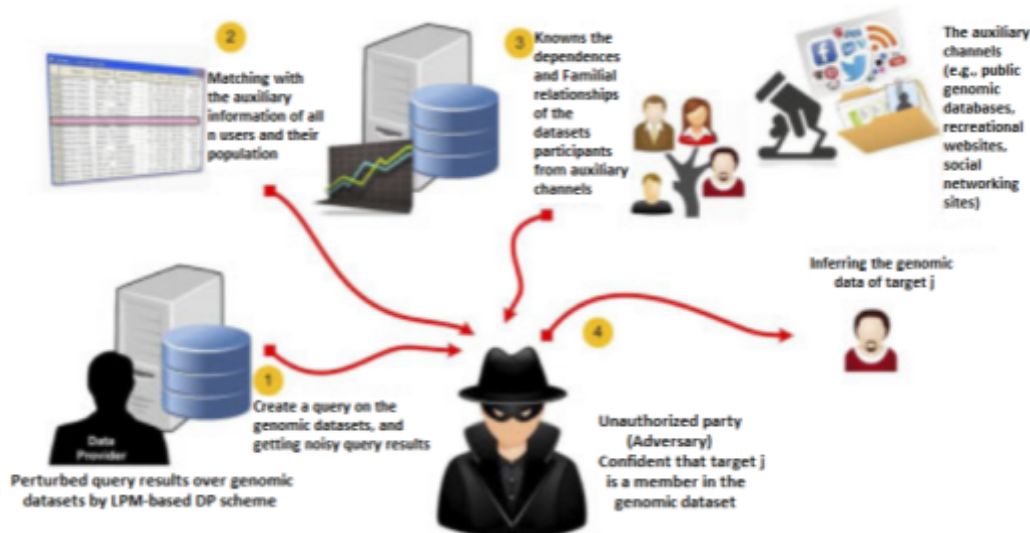 2
Matching with
the auxiliary
information of all
n users and their
population
3
Knowns the
dependences
and Familial
relationships
of the
datasets
participants
from auxiliary
channels
The auxiliary
channels
(e.g., public
genomic
databases,
recreational
websites,
social
networking
sites)
Inferring the genomic
data of target j
4
1
Create a query on the
genomic datasets, and
getting noisy query results
Data
Provider
Perturbed query results over genomic
datasets by LPM-based DP scheme
Unauthorized party
(Adversary)
Confident that target j
is a member in the
genomic dataset